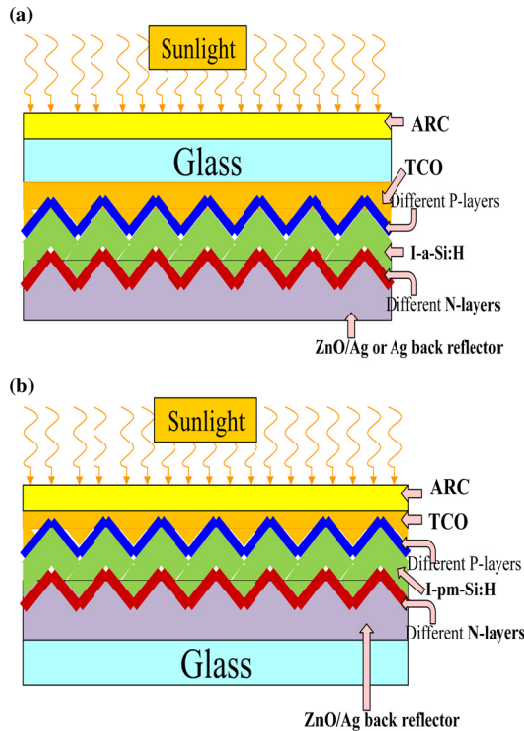 (a)
Sunlight
ARC
Glass
TCO
Different P-layers
I-a-Si:H
Different N-layers
ZnO/Ag or Ag back reflector
(b)
Sunlight
ARC
TCO
Different P-layers
I-pm-Si:H
Different N-layers
Glass
ZnO/Ag back reflector